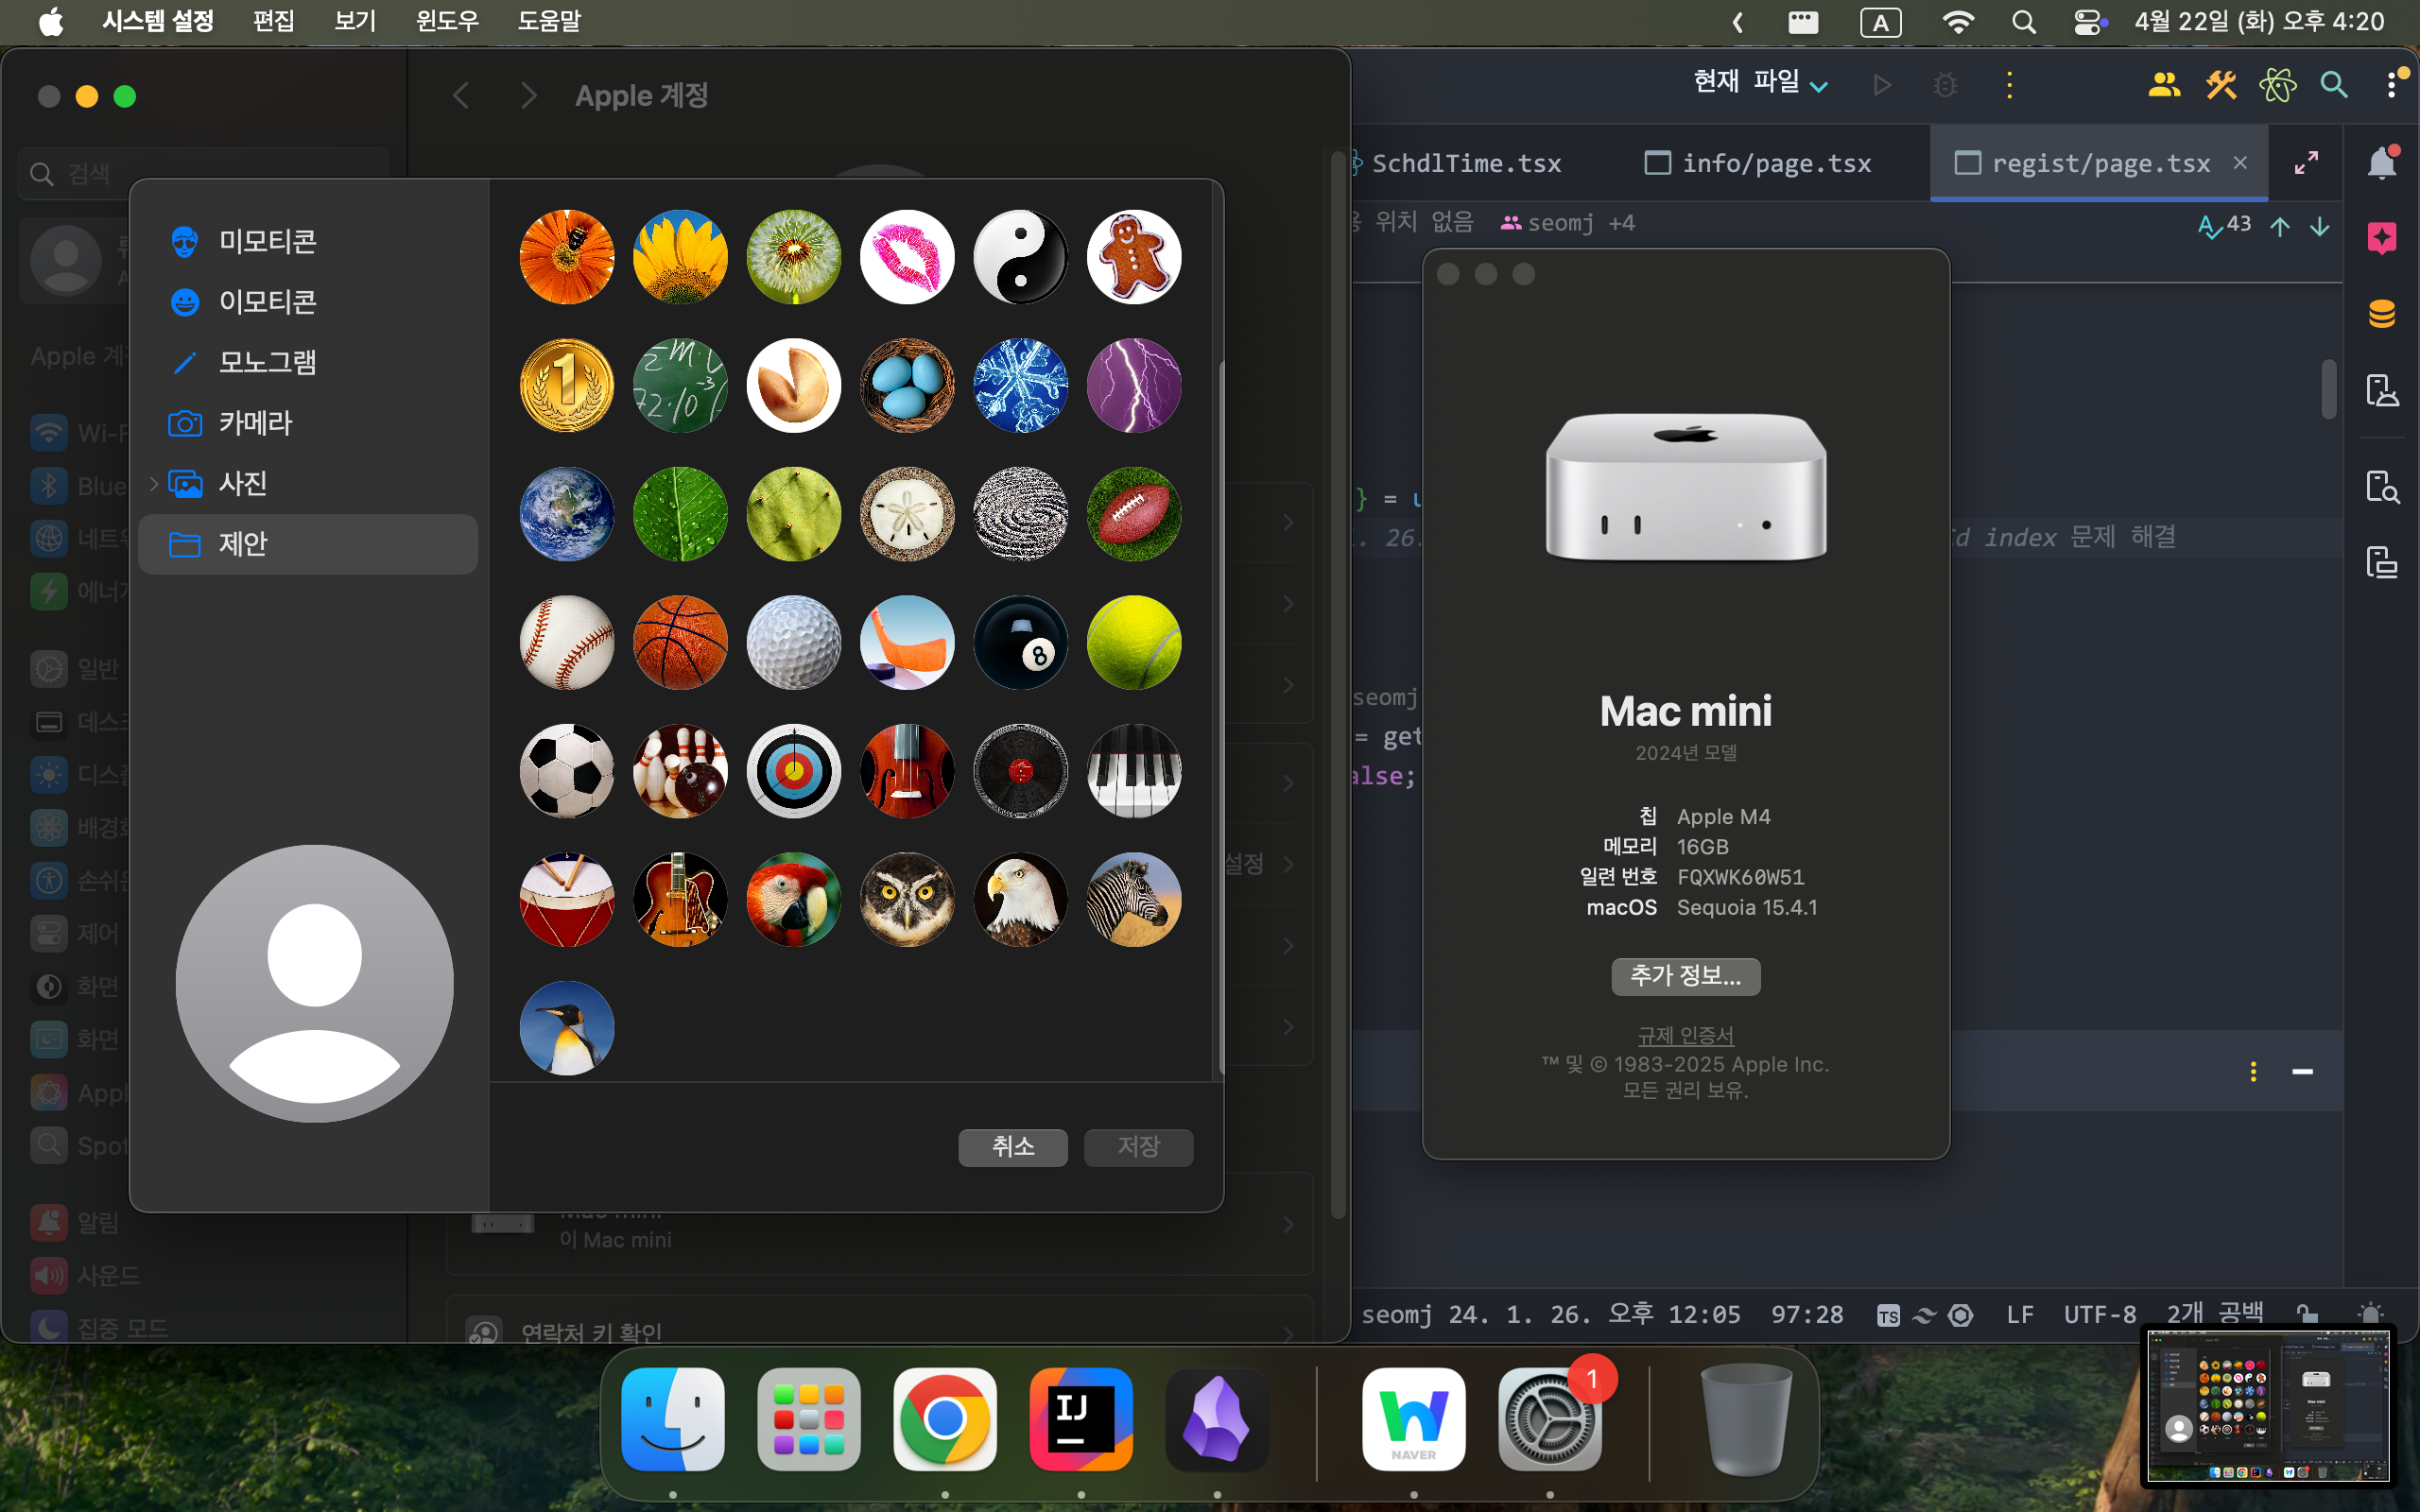 시스템 설정 편집 보기 윈도우 도움말
A 4월 22일 (화) 오후 4:20
Apple 계정
검색
Apple
Wi-F
Blue
네트
에너
일반
데스
디스
배경
손쉬
제어
화면
화면
Appl
Spot
알림
사운드
집중 모드
미모티콘
이모티콘
모노그램
카메라
사진
제안
취소 저장
설정
이 Mac mini
연락처 키 확인
현재 파일
SchdlTime.tsx info/page.tsx regist/page.tsx
위치 없음 seomj +4
43
} = u
26.
d index 문제 해결
seomj
= get
alse;
Mac mini
2024년 모델
칩 Apple M4
메모리 16GB
일련 번호 FQXWK60W51
macOS Sequoia 15.4.1
추가 정보...
규제 인증서
™ 및 © 1983-2025 Apple Inc.
모든 권리 보유.
seomj 24. 1. 26. 오후 12:05 97:28 TS LF UTF-8 2개 공백
IJ
NAVER
1